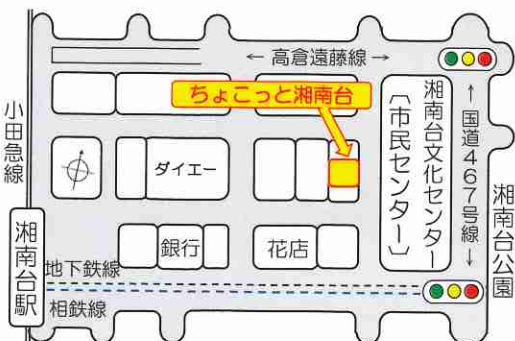 ← 高倉遠藤線 →
ちょこっと湘南台
小田急線
ダイエー
湘南台文化センター
〔市民センター〕
← 国道467号線 →
湘南台公園
銀行
花店
湘南台駅
地下鉄線
相鉄線